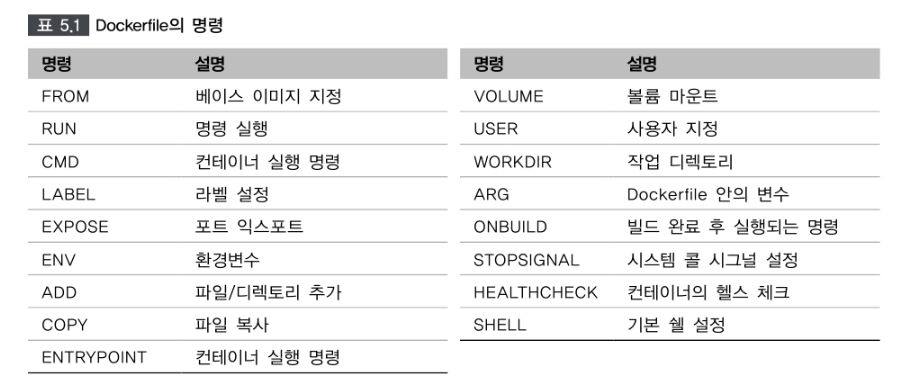 표 5.1 Dockerfile의 명령
명령 설명
FROM 베이스 이미지 지정
RUN 명령 실행
CMD 컨테이너 실행 명령
LABEL 라벨 설정
EXPOSE 포트 익스포트
ENV 환경변수
ADD 파일/디렉토리 추가
COPY 파일 복사
ENTRYPOINT 컨테이너 실행 명령
명령 설명
VOLUME 볼륨 마운트
USER 사용자 지정
WORKDIR 작업 디렉토리
ARG Dockerfile 안의 변수
ONBUILD 빌드 완료 후 실행되는 명령
STOPSIGNAL 시스템 콜 시그널 설정
HEALTHCHECK 컨테이너의 헬스 체크
SHELL 기본 쉘 설정